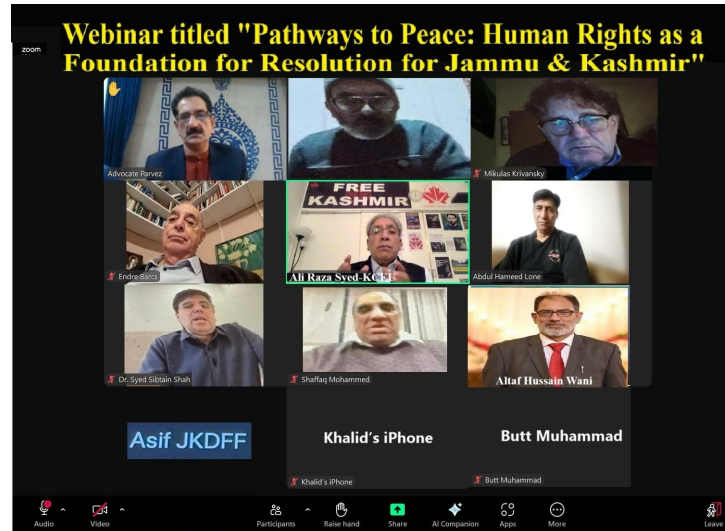 Webinar titled "Pathways to Peace: Human Rights as a
Foundation for Resolution for Jammu & Kashmir"
zoom
Advocate Parvez
Mikulas Krivansky
Endre Barcs
FREE
KASHMIR
Ali Raza Syed-KCEU
Abdul Hameed Lone
Dr. Syed Sibtain Shah
Shaffaq Mohammed
Altaf Hussain Wani
Asif JKDFF
Khalid's iPhone
Butt Muhammad
Khalid's iPhone
Butt Muhammad
Audio
Video
Participants
Raise hand
Share
AI Companion
Apps
More
Leave